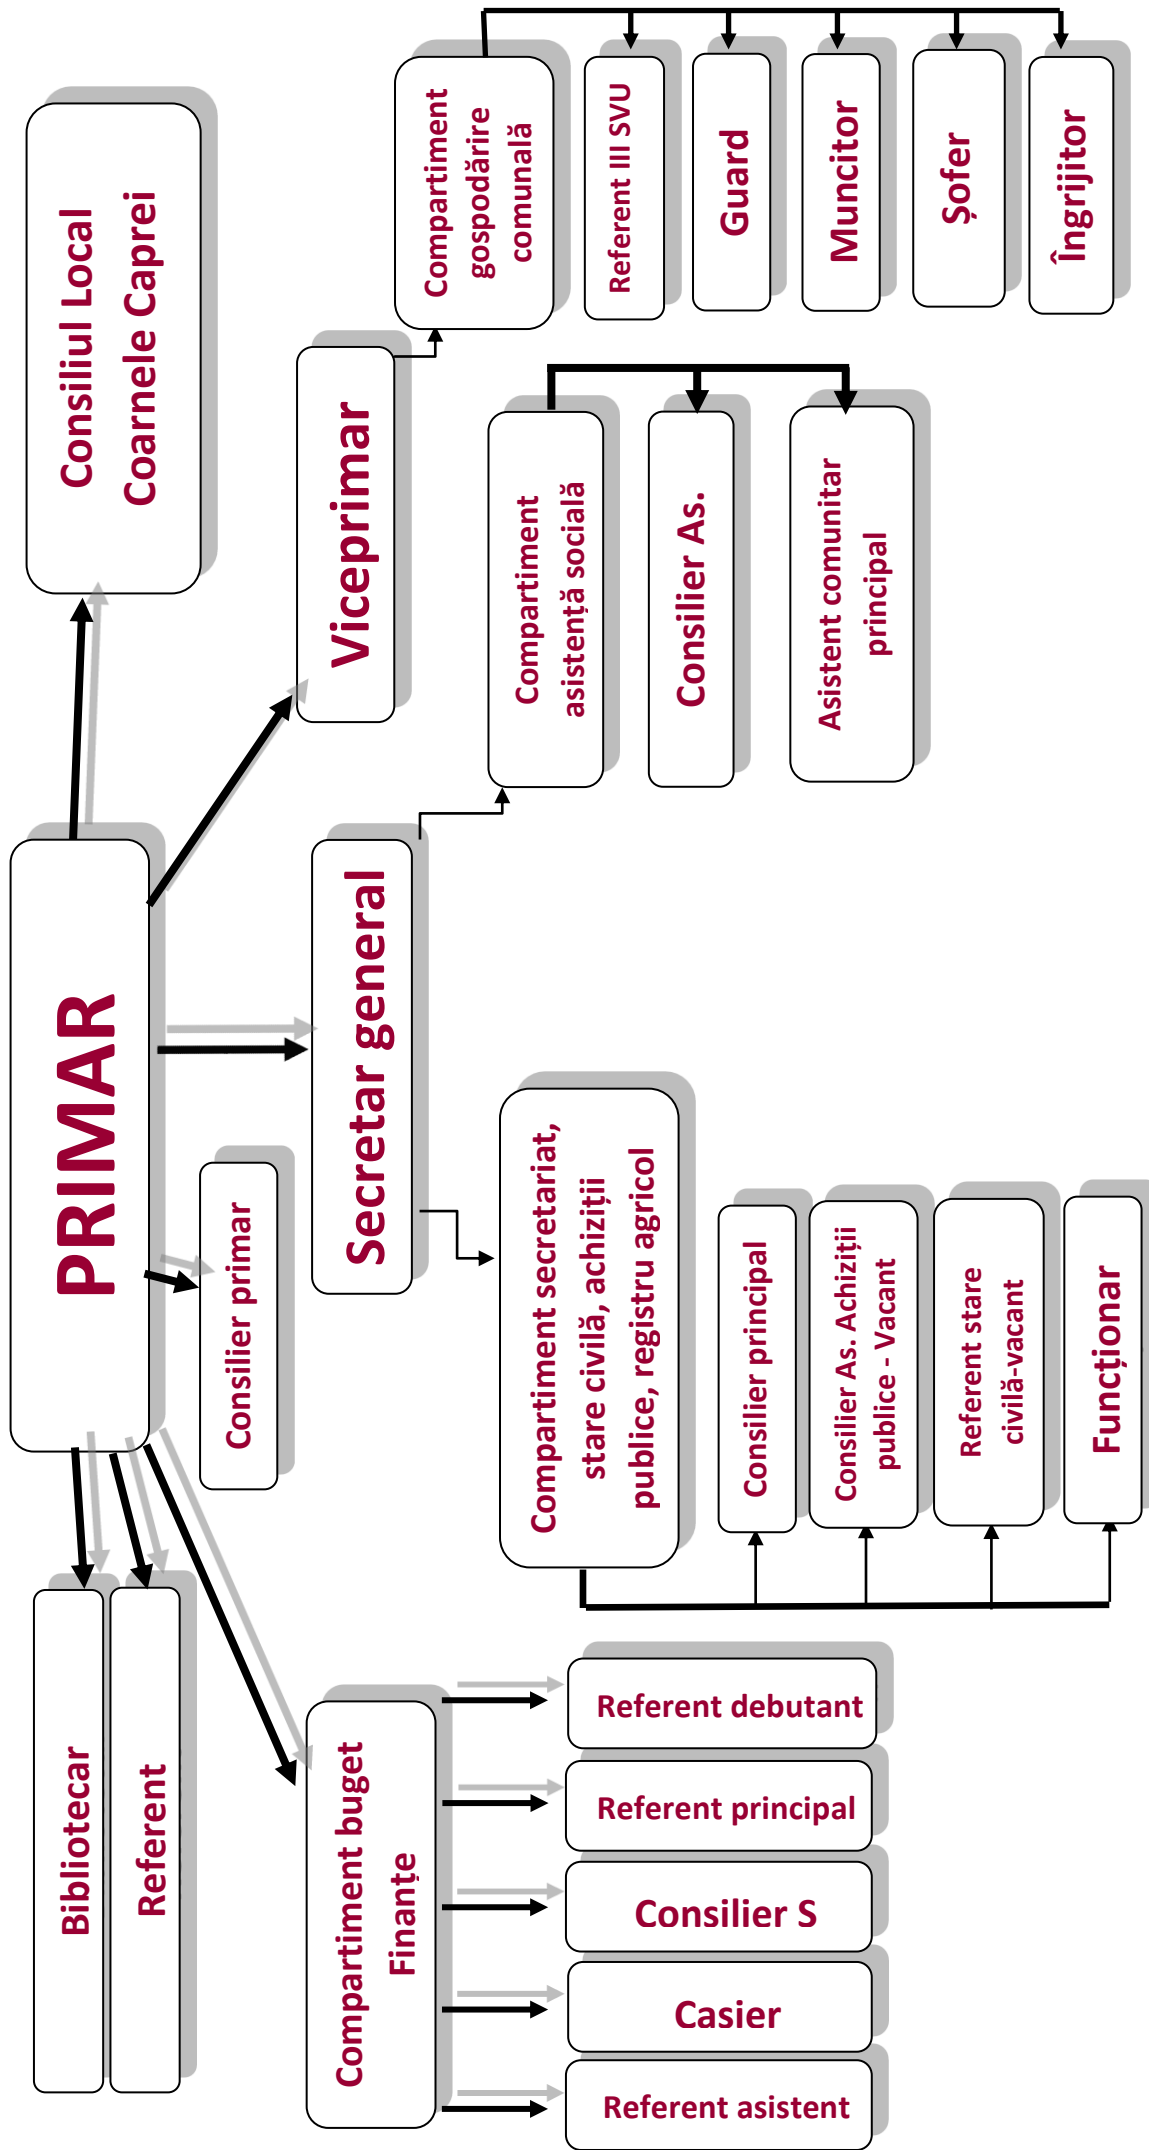 PRIMAR
Consiliul Local
Coarnele Caprei
Bibliotecar
Referent
Consilier primar
Viceprimar
Secretar general
Compartiment buget
Finanțe
Compartiment gospodărire
comunală
Compartiment
asistență socială
Compartiment secretariat,
stare civilă, achiziții
publice, registru agricol
Referent asistent
Casier
Consilier S
Referent principal
Referent debutant
Consilier principal
Consilier As. Achiziții
publice - Vacant
Referent stare
civilă-vacant
Funcționar
Consilier As.
Asistent comunitar
principal
Referent III SVU
Guard
Muncitor
Șofer
Îngrijitor